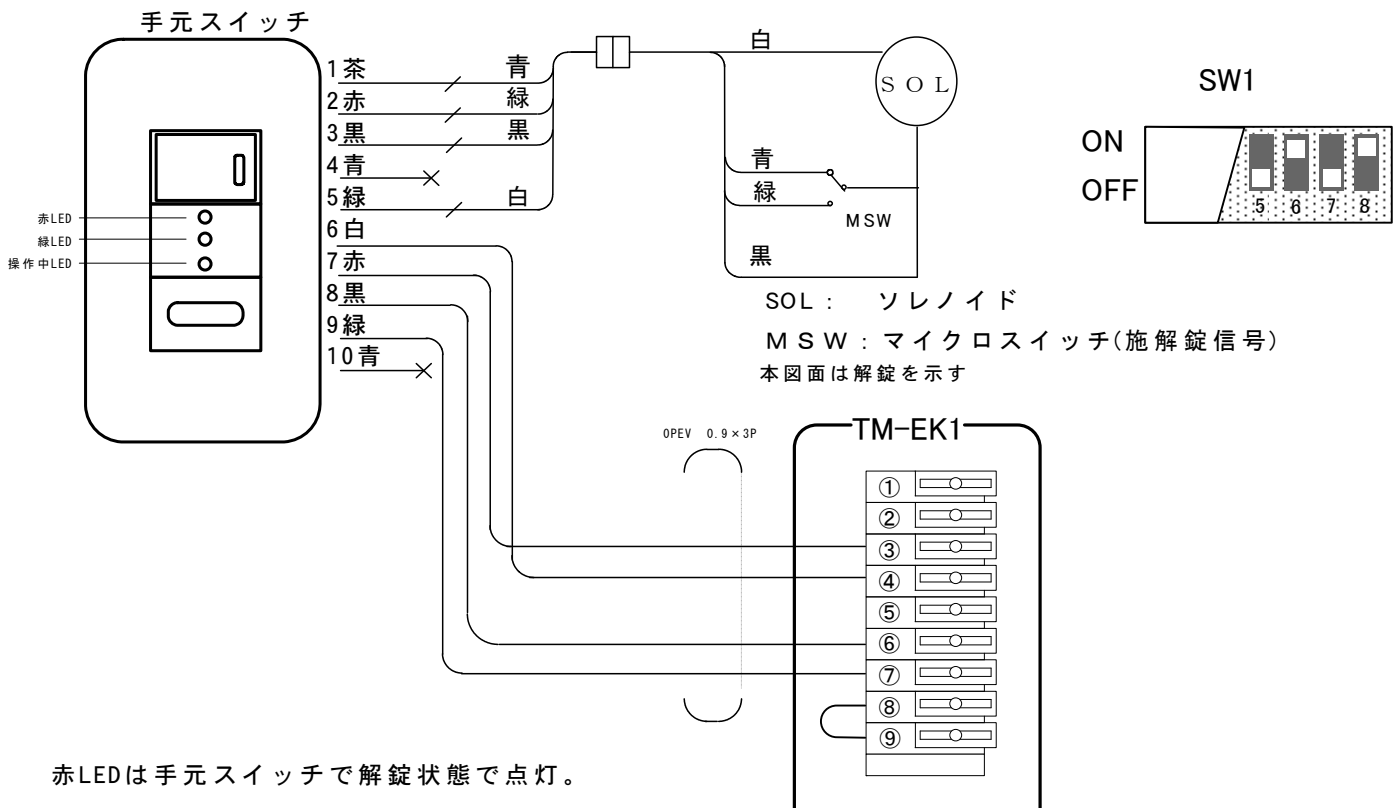 手元スイッチ
1茶
青
2赤
緑
3黒
黒
4青
5緑
白
6白
7赤
8黒
9緑
10青
赤LED
緑LED
操作中LED
白
SOL
青
緑
MSW
黒
SOL： ソレノイド
MSW：マイクロスイッチ(施解錠信号)
本図面は解錠を示す
SW1
ON
OFF
5 6 7 8
OPEV 0.9×3P
TM-EK1
①
②
③
④
⑤
⑥
⑦
⑧
⑨
赤LEDは手元スイッチで解錠状態で点灯。